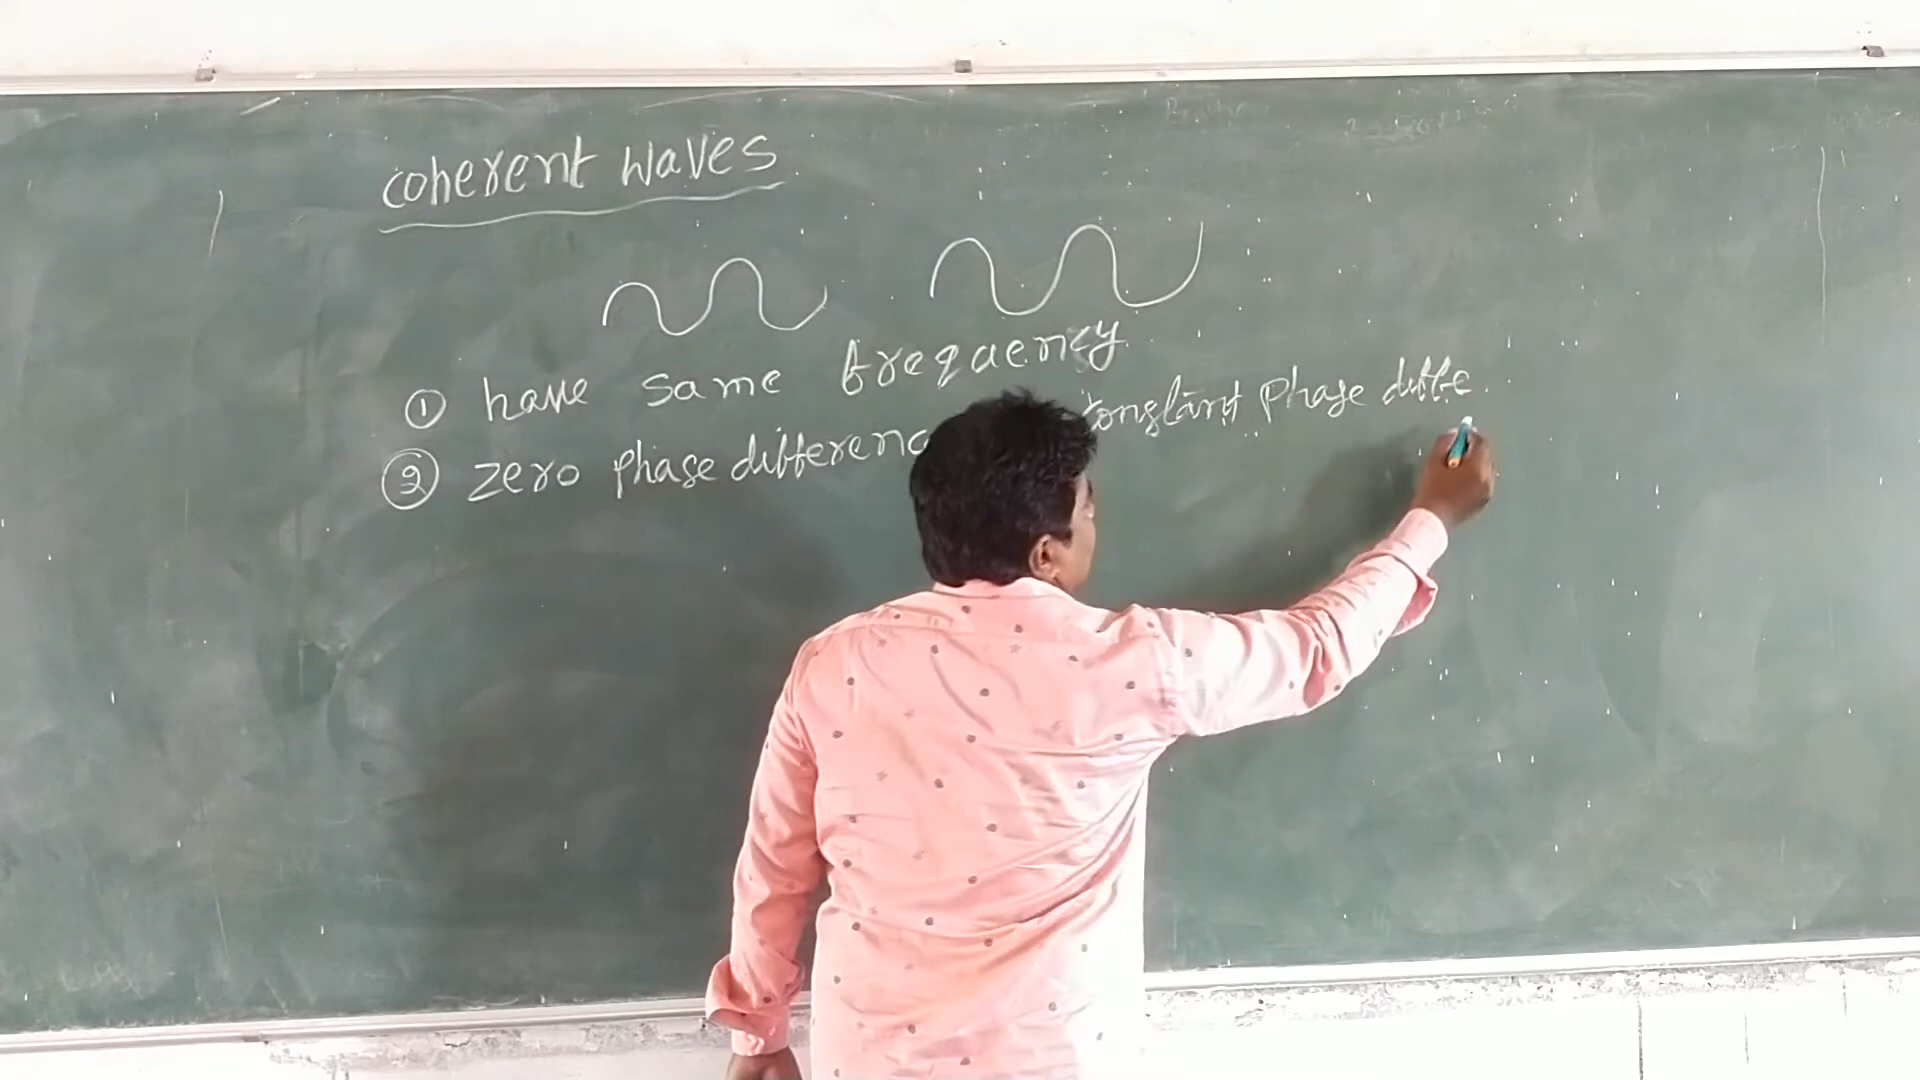 coherent waves
① have same frequency
② zero phase differenc constant phase diffe